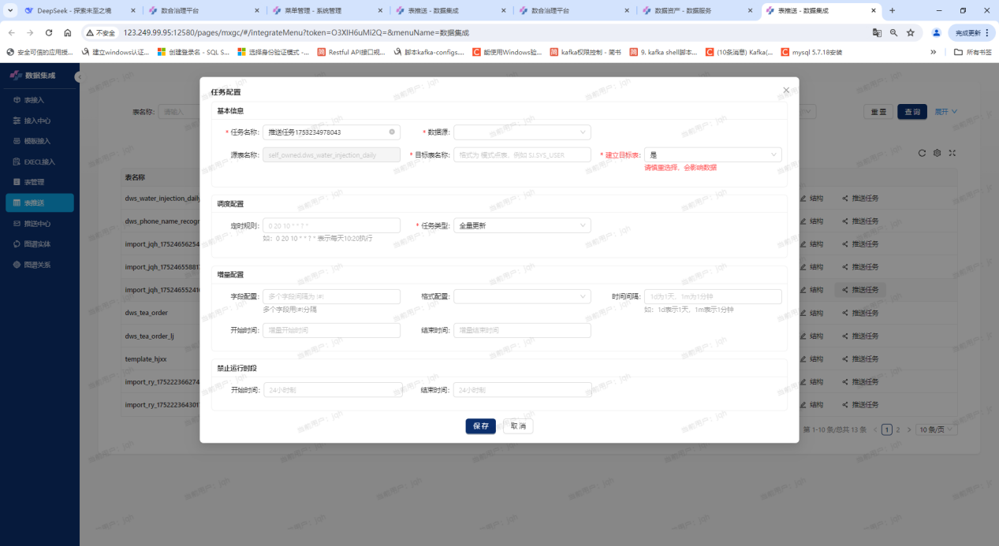 DeepSeek - 探索未至之境
数合治理平台
菜单管理 - 系统管理
表推送 - 数据集成
数合治理平台
数据资产 - 数据服务
表推送 - 数据集成
不安全
123.249.99.95:12580/pages/mxgc/#/integrateMenu?token=O3XIH6uMi2Q=&menuName=数据集成
完成更新
安全可信的应用授...
建立windows认证...
创建登录名 - SQL S...
选择身份验证模式 -...
Restful API接口规...
脚本kafka-configs....
能使用Windows验...
kafka权限控制 - 简书
9. kafka shell脚本...
(10条消息) Kafka(...
mysql 5.7.18安装
所有书签
数据集成
表接入
接入中心
模板接入
EXECL接入
表管理
表推送
推送中心
图谱实体
图谱关系
表名称:
请输入
重 置
查 询
展开
表名称
dws_water_injection_daily
dws_phone_name_recogn
import_jqh_17524656254
import_jqh_17524655881
import_jqh_17524655241
dws_tea_order
dws_tea_order_lj
template_hjxx
import_ry_175222366274
import_ry_175222364301
结构
推送任务
结构
推送任务
结构
推送任务
结构
推送任务
结构
推送任务
结构
推送任务
结构
推送任务
结构
推送任务
结构
推送任务
结构
推送任务
第 1-10 条/总共 13 条
1
2
10 条/页
任务配置
基本信息
* 任务名称:
推送任务1753234978043
* 数据源:
源表名称:
self_owned.dws_water_injection_daily
* 目标表名称:
格式为 模式点表，例如 SJ.SYS_USER
* 建立目标表:
是
请慎重选择，会影响数据
调度配置
定时规则:
0 20 10 * * ? *
* 任务类型:
全量更新
如：0 20 10 * * ? * 表示每天10:20执行
增量配置
字段配置:
多个字段间隔为 |#|
格式配置:
时间间隔:
1d为1天，1m为1分钟
多个字段用|#|分隔
如：1d表示1天，1m表示1分钟
开始时间:
增量开始时间
结束时间:
增量结束时间
禁止运行时段
开始时间:
24小时制
结束时间:
24小时制
保 存
取 消
当前用户：jqh